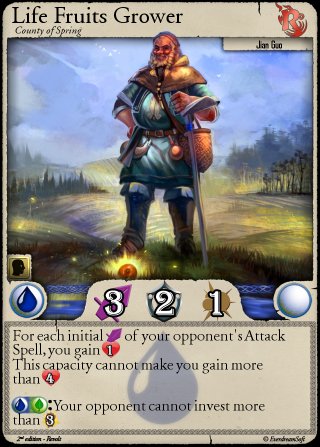 Life Fruits Grower
County of Spring
Jian Guo
3 2 1
For each initial of your opponent's Attack
Spell, you gain 1
This capacity cannot make you gain more
than 4
:Your opponent cannot invest more
than 3
2nd edition - Revolt
© EverdreamSoft